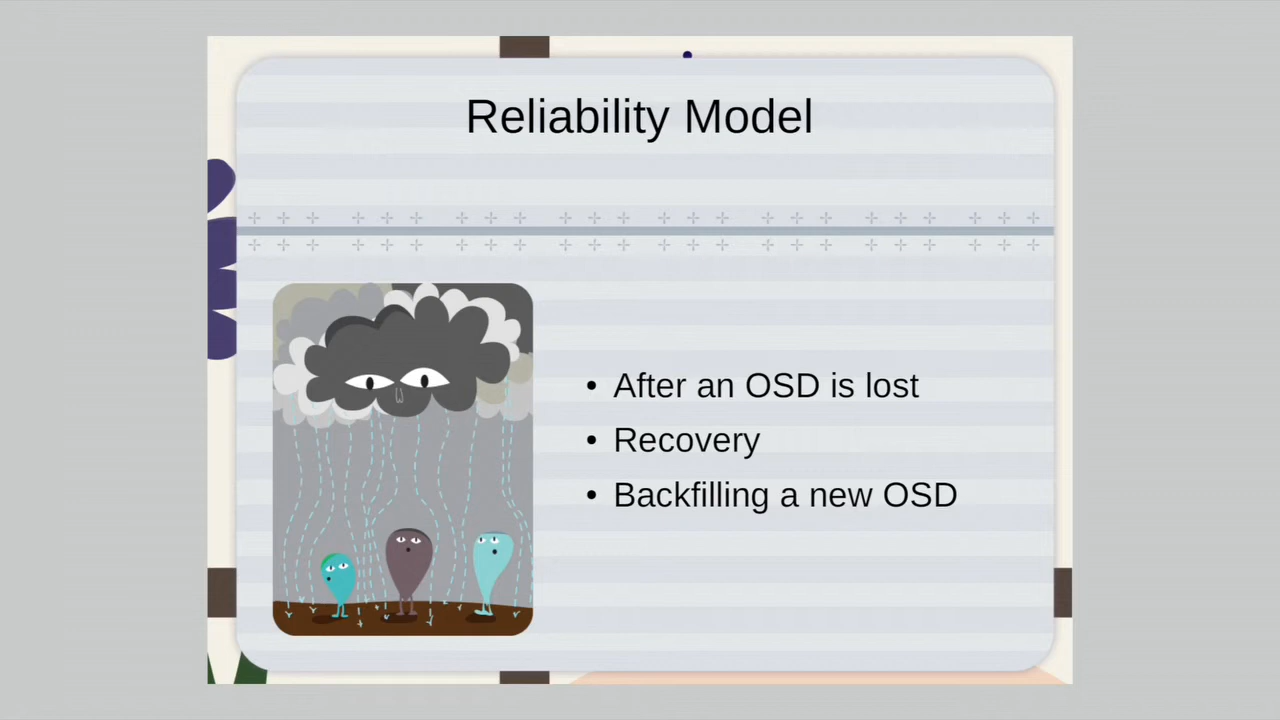 Reliability Model
• After an OSD is lost
• Recovery
• Backfilling a new OSD